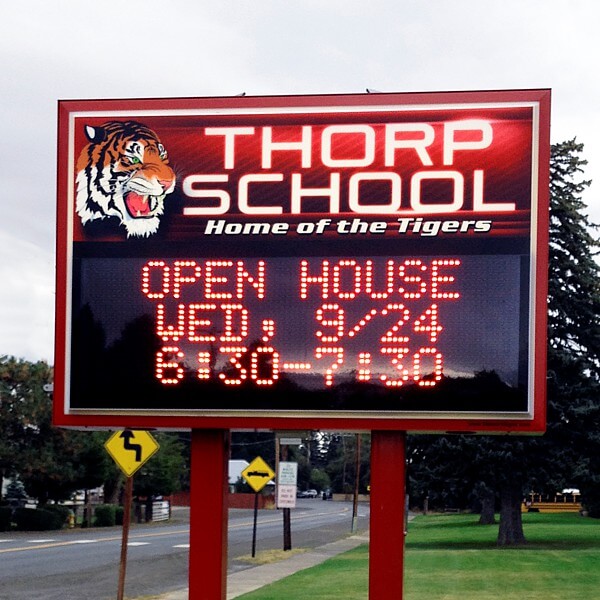 THORP
SCHOOL
Home of the Tigers
OPEN HOUSE
WED, 9/24
6:30-7:30